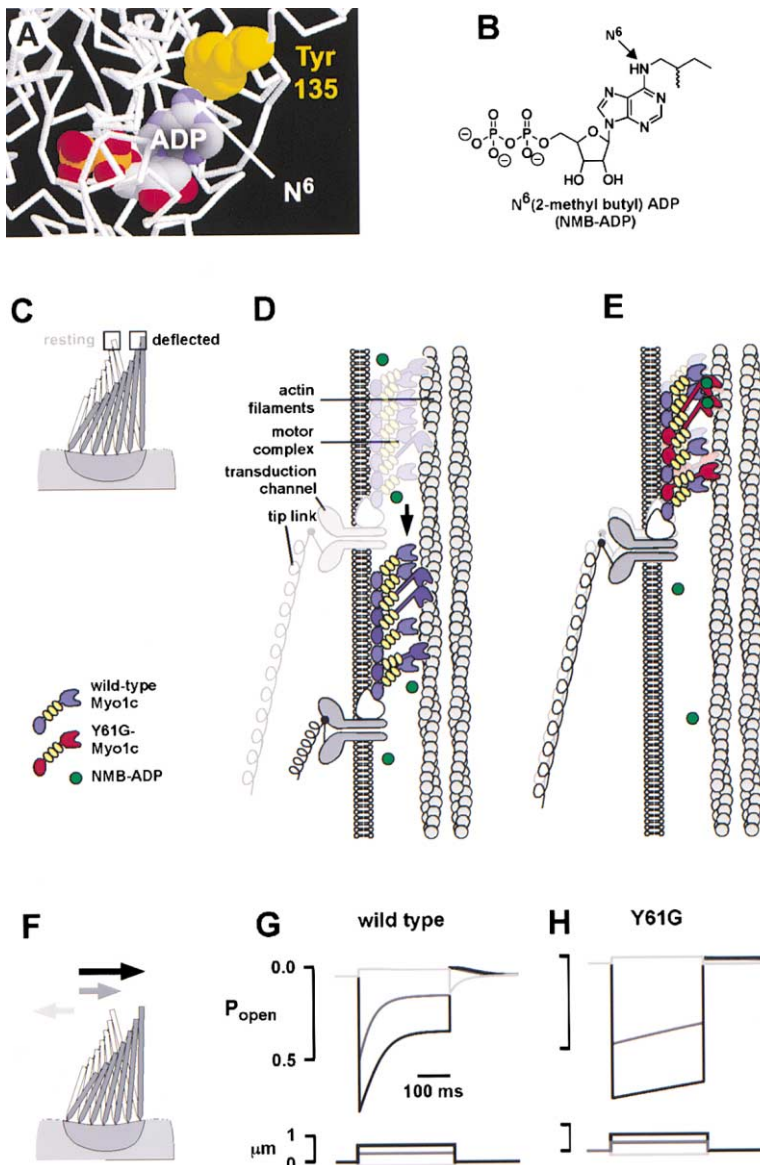 A
Tyr
135
ADP
N⁶
B
N⁶
HN
N
N
N
N
O
O
O
P
O
P
O
O
O
HO
OH
N⁶(2-methyl butyl) ADP
(NMB-ADP)
C
resting
deflected
D
actin
filaments
motor
complex
transduction
channel
tip link
E
wild-type
Myo1c
Y61G-
Myo1c
NMB-ADP
F
G
wild type
0.0
Popen
0.5
100 ms
1
µm
0
H
Y61G